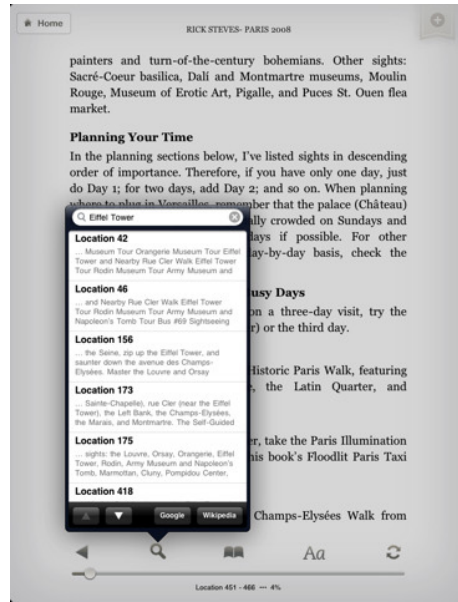 Home
RICK STEVES- PARIS 2008
painters and turn-of-the-century bohemians. Other sights:
Sacré-Coeur basilica, Dalí and Montmartre museums, Moulin
Rouge, Museum of Erotic Art, Pigalle, and Puces St. Ouen flea
market.
Planning Your Time
In the planning sections below, I've listed sights in descending
order of importance. Therefore, if you have only one day, just
do Day 1; for two days, add Day 2; and so on. When planning
where to plug in Versailles, remember that the palace (Château)
ally crowded on Sundays and
days if possible. For other
day-by-day basis, check the
usy Days
on a three-day visit, try the
r) or the third day.
Historic Paris Walk, featuring
e, the Latin Quarter, and
er, take the Paris Illumination
his book's Floodlit Paris Taxi
Champs-Elysées Walk from
Eiffel Tower
Location 42
... Museum Tour Orangerie Museum Tour Eiffel
Tower and Nearby Rue Cler Walk Eiffel Tower
Tour Rodin Museum Tour Army Museum and
Location 46
... and Nearby Rue Cler Walk Eiffel Tower
Tour Rodin Museum Tour Army Museum and
Napoleon's Tomb Tour Bus #69 Sightseeing
Location 156
... the Seine, zip up the Eiffel Tower, and
saunter down the avenue des Champs-
Elysées. Master the Louvre and Orsay
Location 173
... Sainte-Chapelle), rue Cler (near the Eiffel
Tower), the Left Bank, the Champs-Elysées,
the Marais, and Montmartre. The Self-Guided
Location 175
... sights: the Louvre, Orsay, Orangerie, Eiffel
Tower, Rodin, Army Museum and Napoleon's
Tomb, Marmottan, Cluny, Pompidou Center,
Location 418
Google Wikipedia
Aa
Location 451 - 466 — 4%